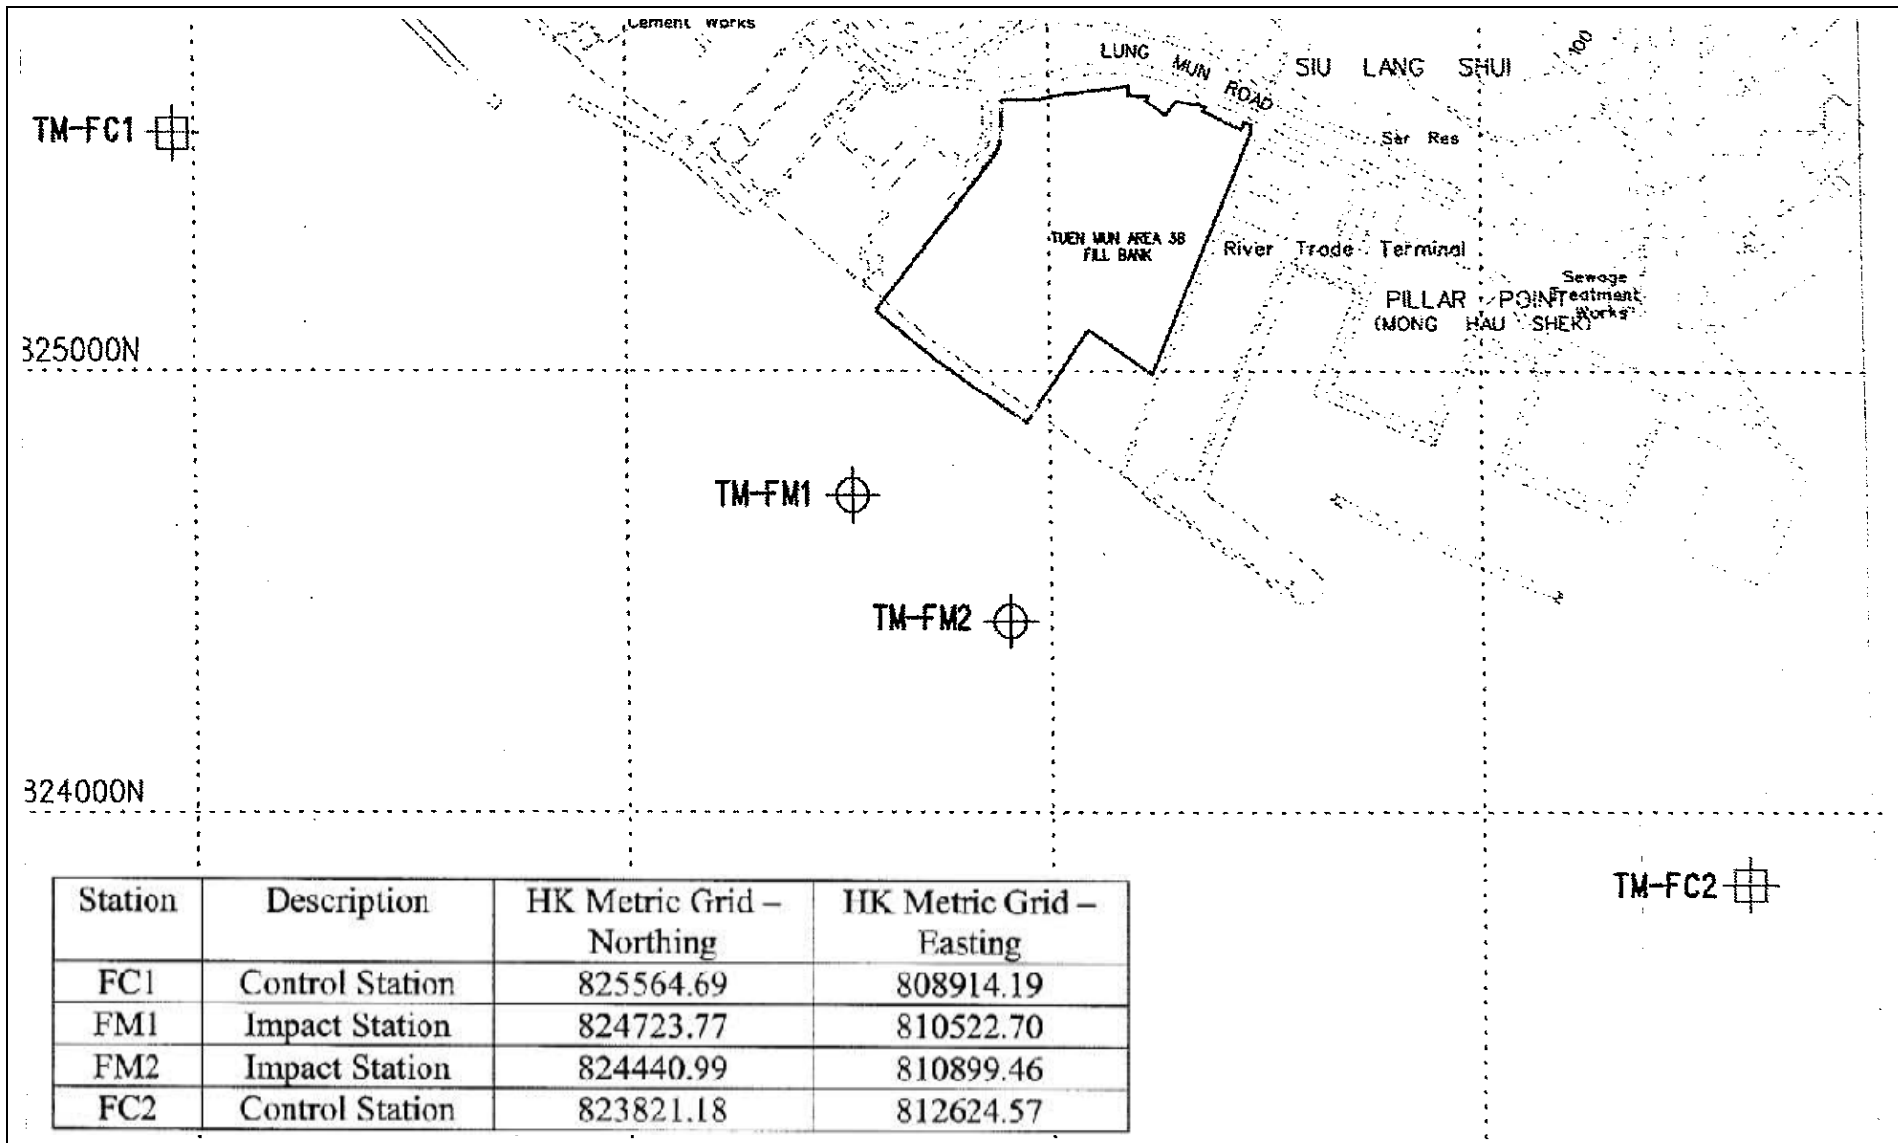 Cement Works
LUNG MUN ROAD
SIU LANG SHUI
100
TM-FC1
Ser Res
TUEN MUN AREA 38
FILL BANK
River Trade Terminal
Sewage
Treatment
Works
PILLAR POINT
(MONG HAU SHEK)
825000N
TM-FM1
TM-FM2
824000N
TM-FC2
Station Description HK Metric Grid – Northing HK Metric Grid – Easting
FC1 Control Station 825564.69 808914.19
FM1 Impact Station 824723.77 810522.70
FM2 Impact Station 824440.99 810899.46
FC2 Control Station 823821.18 812624.57